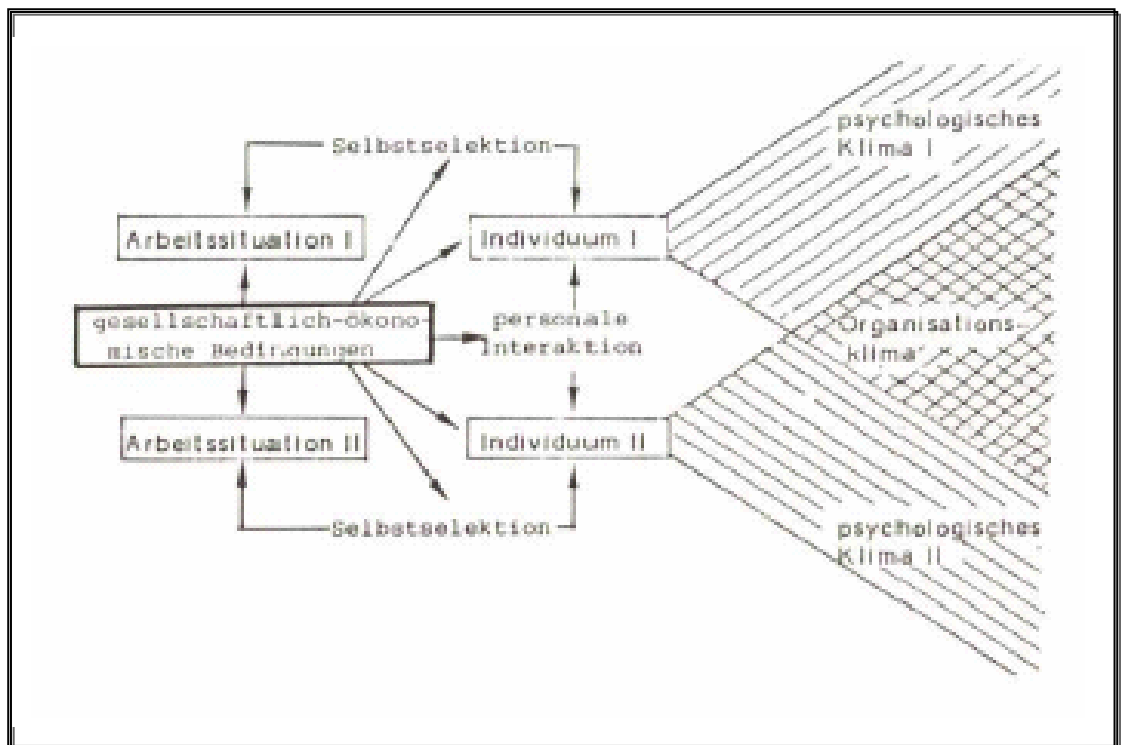 psychologisches
Klima I
Selbstselektion
Arbeitssituation I
Individuum I
gesellschaftlich-ökono-
mische Bedingungen
personale
Interaktion
Organisations-
klima
Arbeitssituation II
Individuum II
Selbstselektion
psychologisches
Klima II